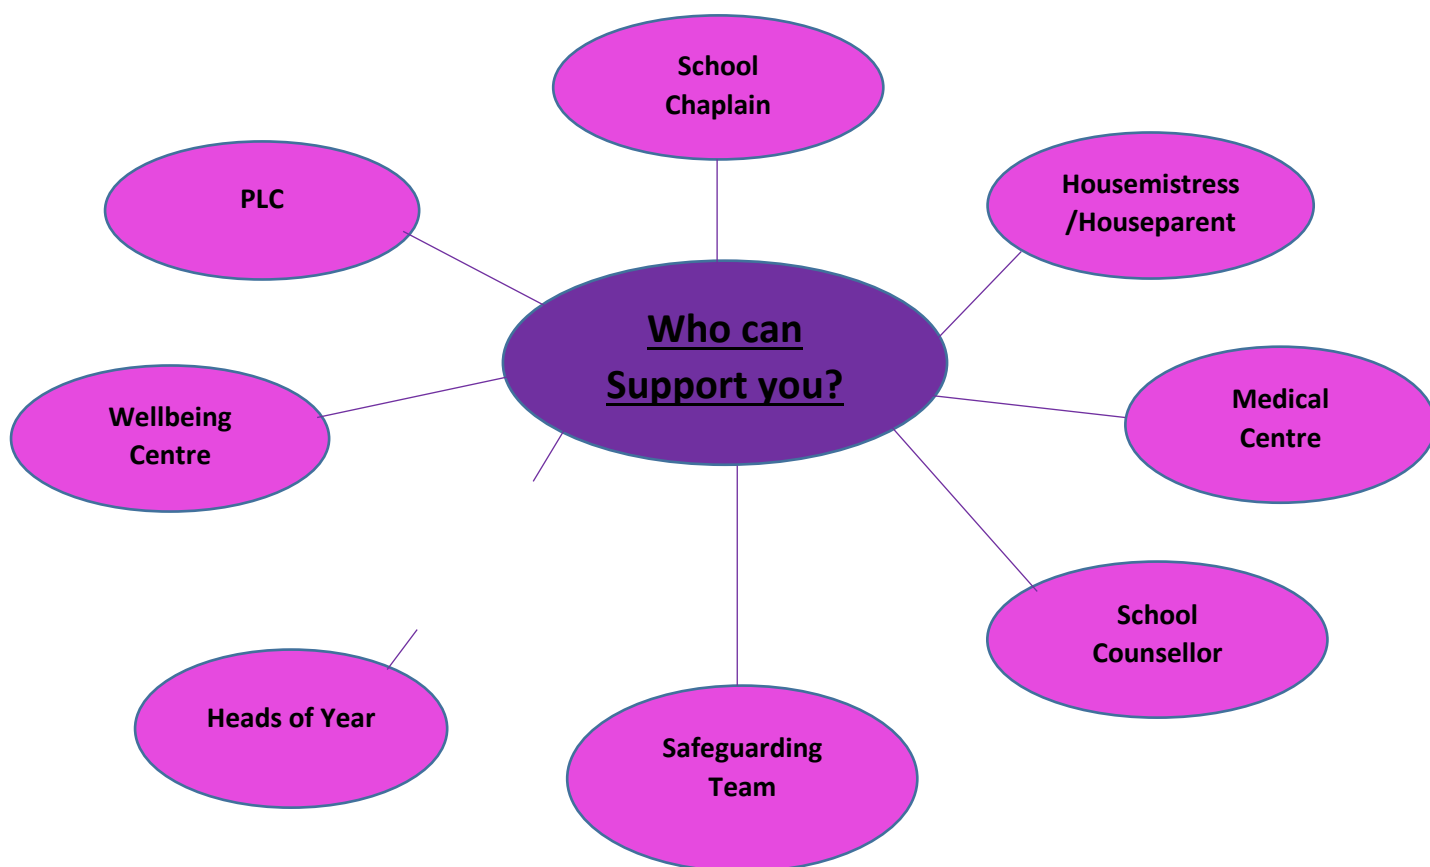 School
Chaplain
PLC
Housemistress
/Houseparent
Who can
Support you?
Wellbeing
Centre
Medical
Centre
School
Counsellor
Heads of Year
Safeguarding
Team